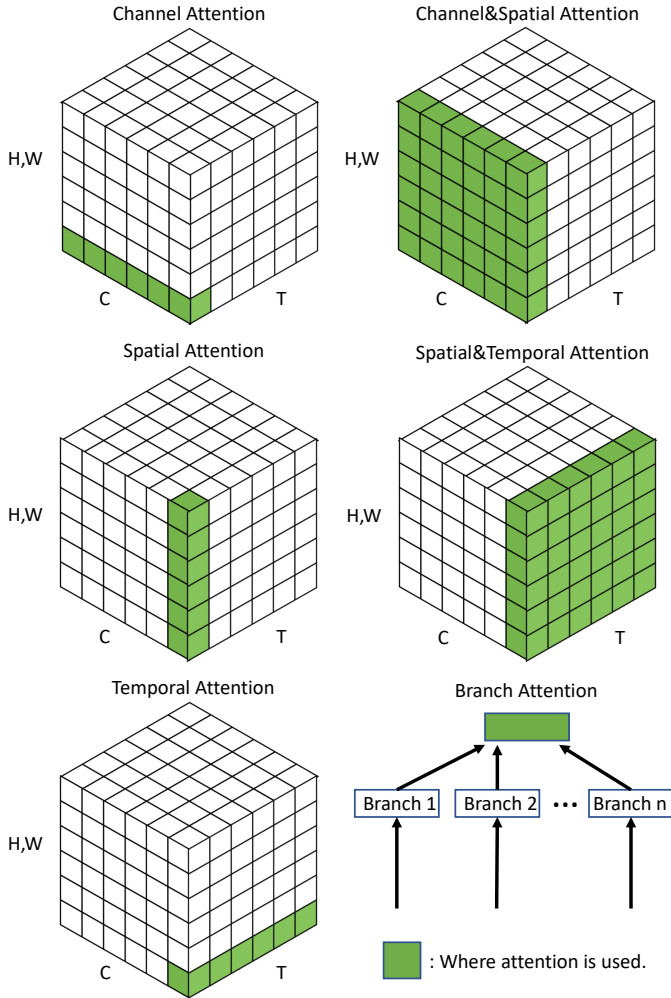 Channel Attention
H,W
C
T
Channel&Spatial Attention
H,W
C
T
Spatial Attention
H,W
C
T
Spatial&Temporal Attention
H,W
C
T
Temporal Attention
H,W
C
T
Branch Attention
Branch 1
Branch 2
•••
Branch n
: Where attention is used.